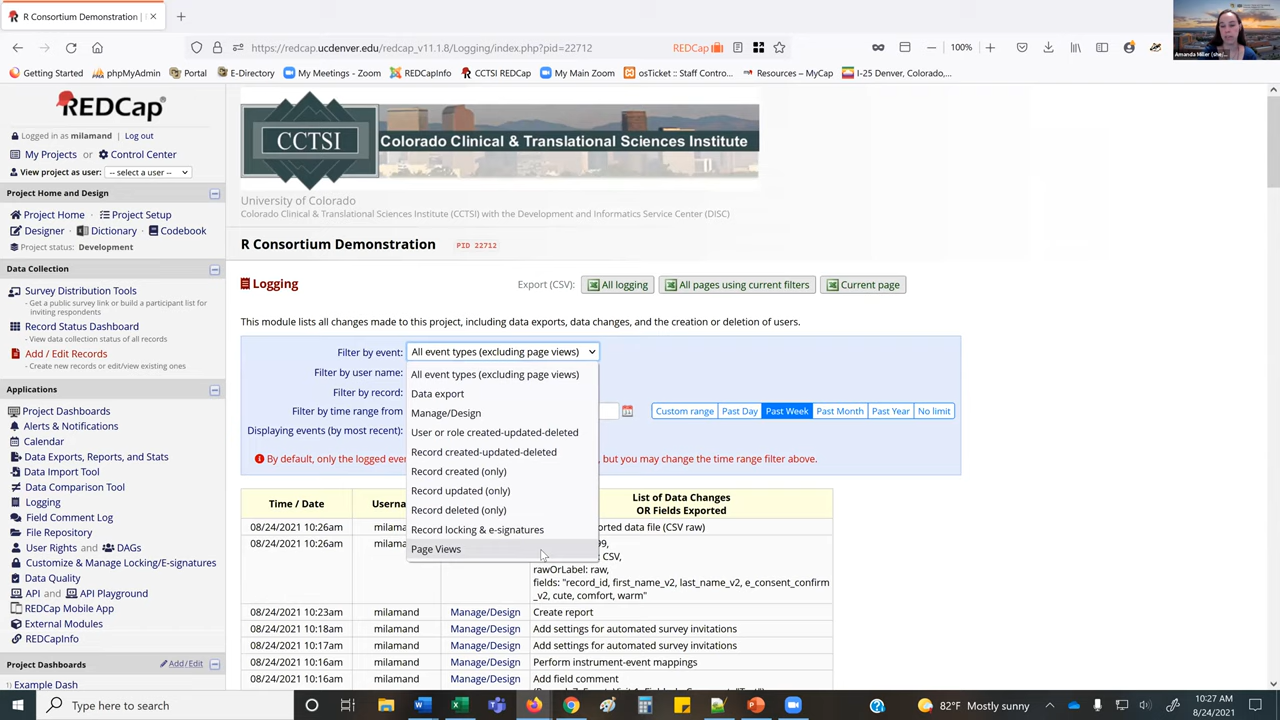 R Consortium Demonstration |
https://redcap.ucdenver.edu/redcap_v11.1.8/Logging/index.php?pid=22712
REDCap
100%
Getting Started
phpMyAdmin
Portal
E-Directory
My Meetings - Zoom
REDCapInfo
CCTSI REDCap
My Main Zoom
osTicket :: Staff Contro...
Resources – MyCap
I-25 Denver, Colorado,...
Amanda Miller (she/...
REDCap
Logged in as milamand | Log out
My Projects or Control Center
View project as user: -- select a user --
Project Home and Design
Project Home · Project Setup
Designer · Dictionary · Codebook
Project status: Development
Data Collection
Survey Distribution Tools
- Get a public survey link or build a participant list for
inviting respondents
Record Status Dashboard
- View data collection status of all records
Add / Edit Records
- Create new records or edit/view existing ones
Applications
Project Dashboards
Alerts & Notifications
Calendar
Data Exports, Reports, and Stats
Data Import Tool
Data Comparison Tool
Logging
Field Comment Log
File Repository
User Rights and DAGs
Customize & Manage Locking/E-signatures
Data Quality
API and API Playground
REDCap Mobile App
External Modules
REDCapInfo
Project Dashboards Add/Edit
Example Dash
CCTSI Colorado Clinical & Translational Sciences Institute
University of Colorado
Colorado Clinical & Translational Sciences Institute (CCTSI) with the Development and Informatics Service Center (DISC)
R Consortium Demonstration PID 22712
Logging
Export (CSV): All logging All pages using current filters Current page
This module lists all changes made to this project, including data exports, data changes, and the creation or deletion of users.
Filter by event: All event types (excluding page views)
Filter by user name:
Filter by record:
Filter by time range from
Custom range Past Day Past Week Past Month Past Year No limit
Displaying events (by most recent):
By default, only the logged even
, but you may change the time range filter above.
All event types (excluding page views)
Data export
Manage/Design
User or role created-updated-deleted
Record created-updated-deleted
Record created (only)
Record updated (only)
Record deleted (only)
Record locking & e-signatures
Page Views
Time / Date Userna List of Data Changes
OR Fields Exported
08/24/2021 10:26am milama orted data file (CSV raw)
08/24/2021 10:26am milama 99,
: CSV,
rawOrLabel: raw,
fields: "record_id, first_name_v2, last_name_v2, e_consent_confirm
_v2, cute, comfort, warm"
08/24/2021 10:23am milamand Manage/Design Create report
08/24/2021 10:18am milamand Manage/Design Add settings for automated survey invitations
08/24/2021 10:17am milamand Manage/Design Add settings for automated survey invitations
08/24/2021 10:16am milamand Manage/Design Perform instrument-event mappings
08/24/2021 10:16am milamand Manage/Design Add field comment
Type here to search
82°F Mostly sunny
10:27 AM
8/24/2021